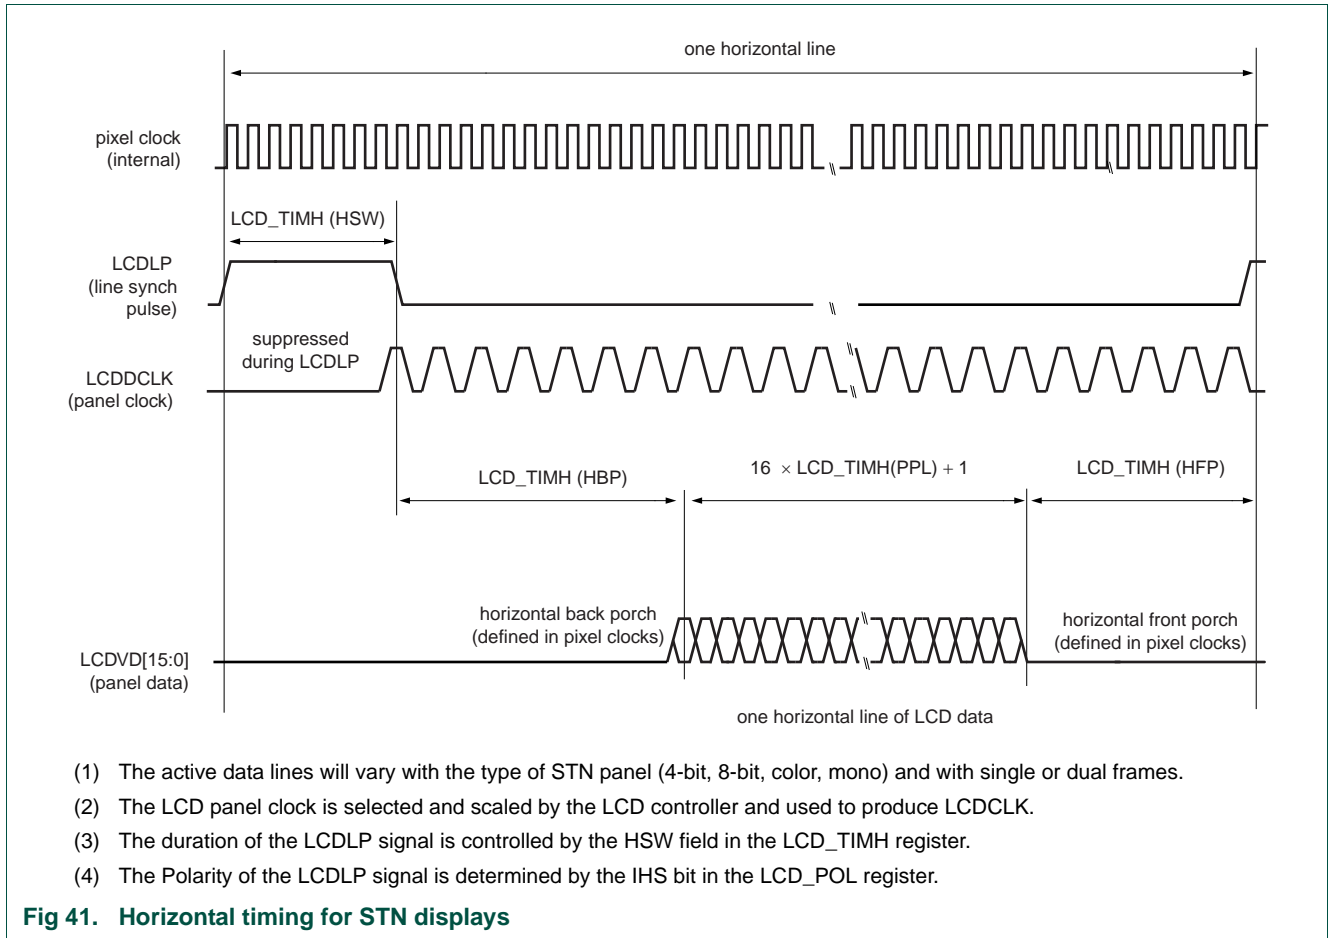 one horizontal line
pixel clock
(internal)
LCD_TIMH (HSW)
LCDLP
(line synch
pulse)
suppressed
during LCDLP
LCDDCLK
(panel clock)
LCD_TIMH (HBP)
16 × LCD_TIMH(PPL) + 1
LCD_TIMH (HFP)
horizontal back porch
(defined in pixel clocks)
horizontal front porch
(defined in pixel clocks)
LCDVD[15:0]
(panel data)
one horizontal line of LCD data
(1) The active data lines will vary with the type of STN panel (4-bit, 8-bit, color, mono) and with single or dual frames.
(2) The LCD panel clock is selected and scaled by the LCD controller and used to produce LCDCLK.
(3) The duration of the LCDLP signal is controlled by the HSW field in the LCD_TIMH register.
(4) The Polarity of the LCDLP signal is determined by the IHS bit in the LCD_POL register.
Fig 41. Horizontal timing for STN displays